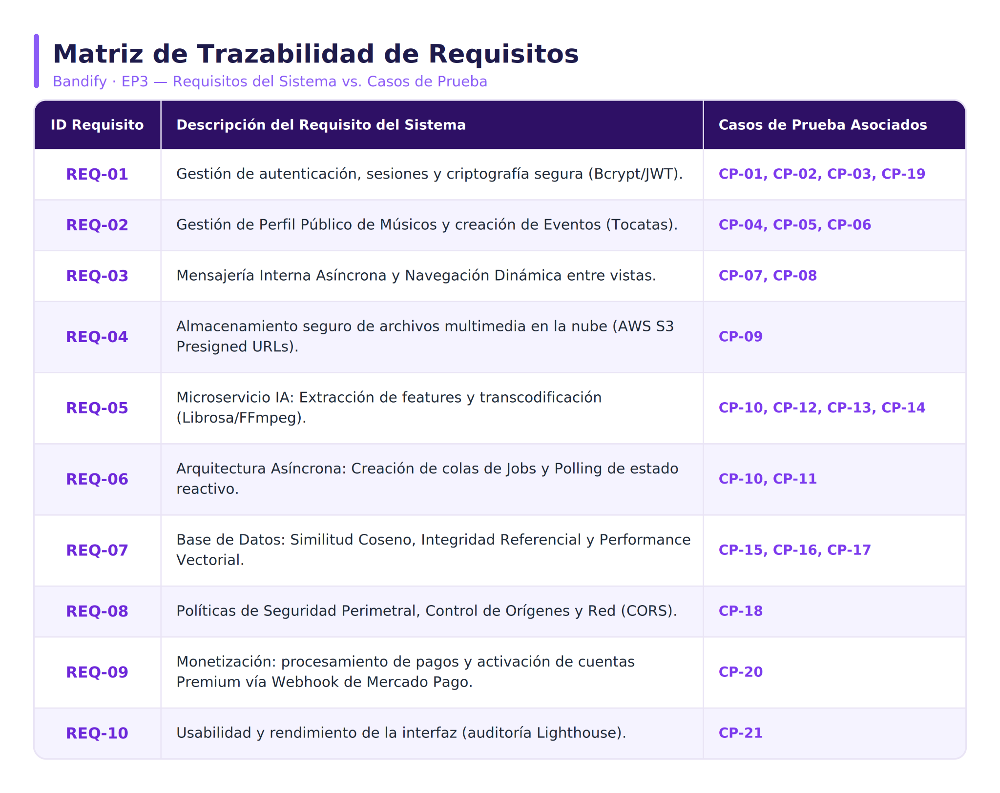 Matriz de Trazabilidad de Requisitos
Bandify · EP3 — Requisitos del Sistema vs. Casos de Prueba
ID Requisito
Descripción del Requisito del Sistema
Casos de Prueba Asociados
REQ-01
Gestión de autenticación, sesiones y criptografía segura (Bcrypt/JWT).
CP-01, CP-02, CP-03, CP-19
REQ-02
Gestión de Perfil Público de Músicos y creación de Eventos (Tocatas).
CP-04, CP-05, CP-06
REQ-03
Mensajería Interna Asíncrona y Navegación Dinámica entre vistas.
CP-07, CP-08
REQ-04
Almacenamiento seguro de archivos multimedia en la nube (AWS S3
Presigned URLs).
CP-09
REQ-05
Microservicio IA: Extracción de features y transcodificación
(Librosa/FFmpeg).
CP-10, CP-12, CP-13, CP-14
REQ-06
Arquitectura Asíncrona: Creación de colas de Jobs y Polling de estado
reactivo.
CP-10, CP-11
REQ-07
Base de Datos: Similitud Coseno, Integridad Referencial y Performance
Vectorial.
CP-15, CP-16, CP-17
REQ-08
Políticas de Seguridad Perimetral, Control de Orígenes y Red (CORS).
CP-18
REQ-09
Monetización: procesamiento de pagos y activación de cuentas
Premium vía Webhook de Mercado Pago.
CP-20
REQ-10
Usabilidad y rendimiento de la interfaz (auditoría Lighthouse).
CP-21